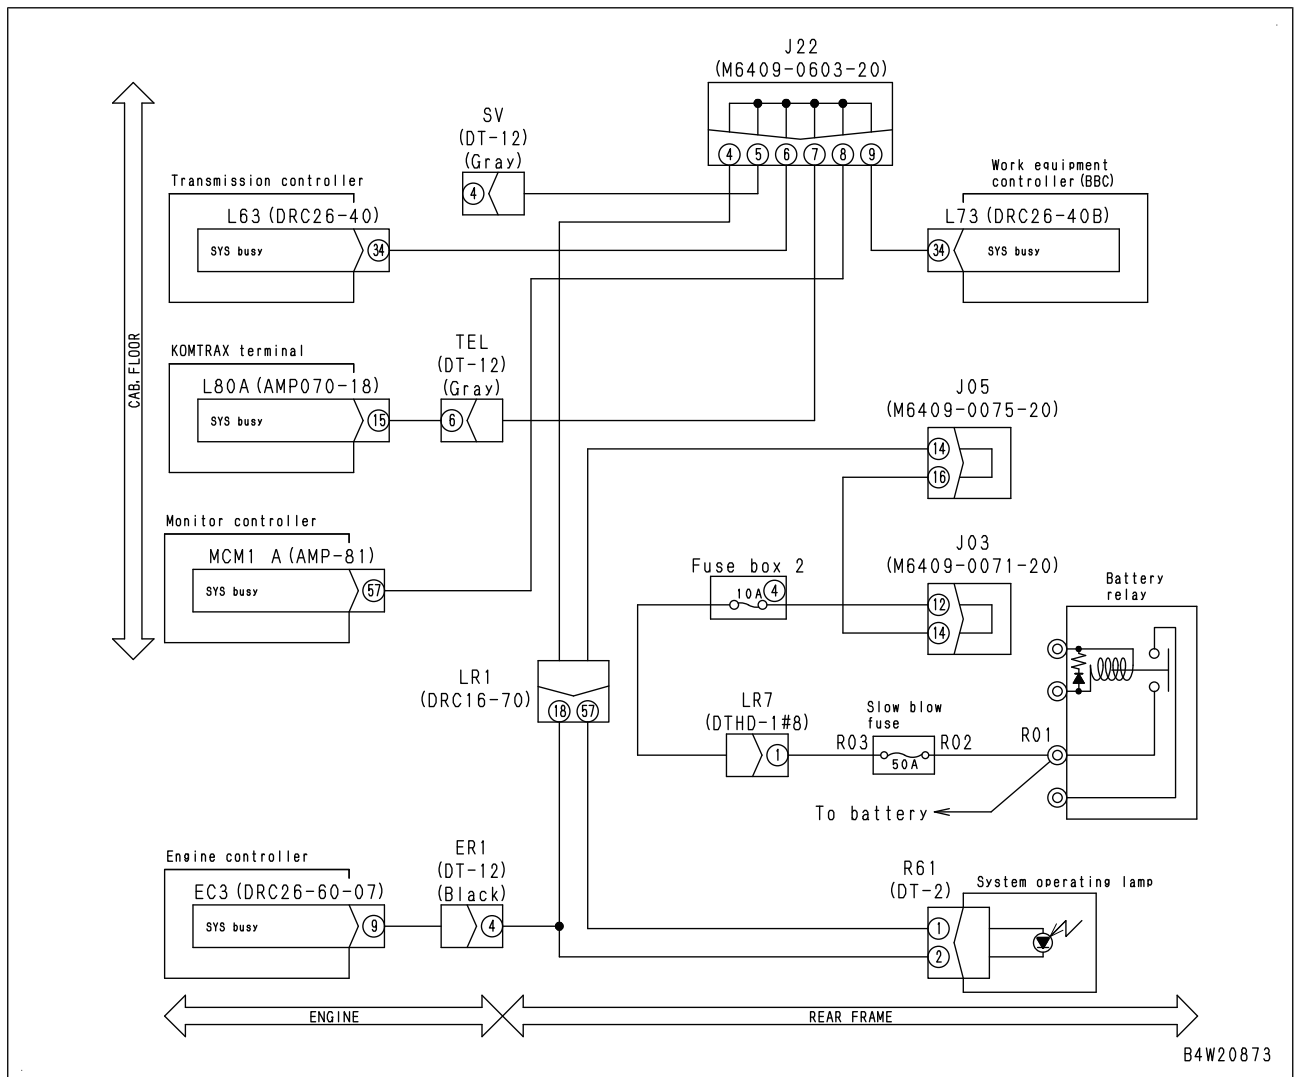 J22
(M6409-0603-20)
4 5 6 7 8 9
SV
(DT-12)
(Gray)
4
Transmission controller
L63 (DRC26-40)
SYS busy
34
Work equipment
controller (BBC)
L73 (DRC26-40B)
34
SYS busy
CAB, FLOOR
KOMTRAX terminal
L80A (AMP070-18)
SYS busy
15
TEL
(DT-12)
(Gray)
6
J05
(M6409-0075-20)
14
16
Monitor controller
MCM1 A (AMP-81)
SYS busy
57
Fuse box 2
10A 4
J03
(M6409-0071-20)
12
14
Battery
relay
LR1
(DRC16-70)
18 57
LR7
(DTHD-1#8)
1
Slow blow
fuse
R03
50A
R02
R01
To battery
Engine controller
EC3 (DRC26-60-07)
SYS busy
9
ER1
(DT-12)
(Black)
4
R61
(DT-2)
1
2
System operating lamp
ENGINE
REAR FRAME
B4W20873